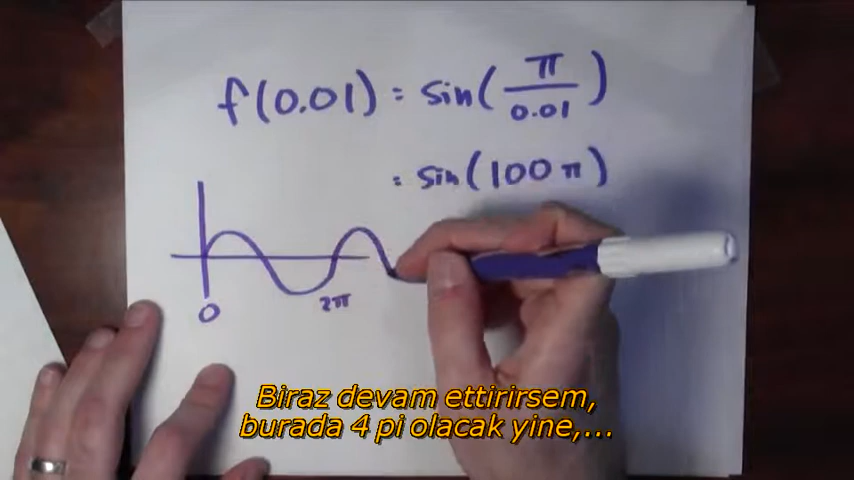 f(0.01) = sin(π/0.01)
= sin(100π)
0
2π
Biraz devam ettirirsem,
burada 4 pi olacak yine,...